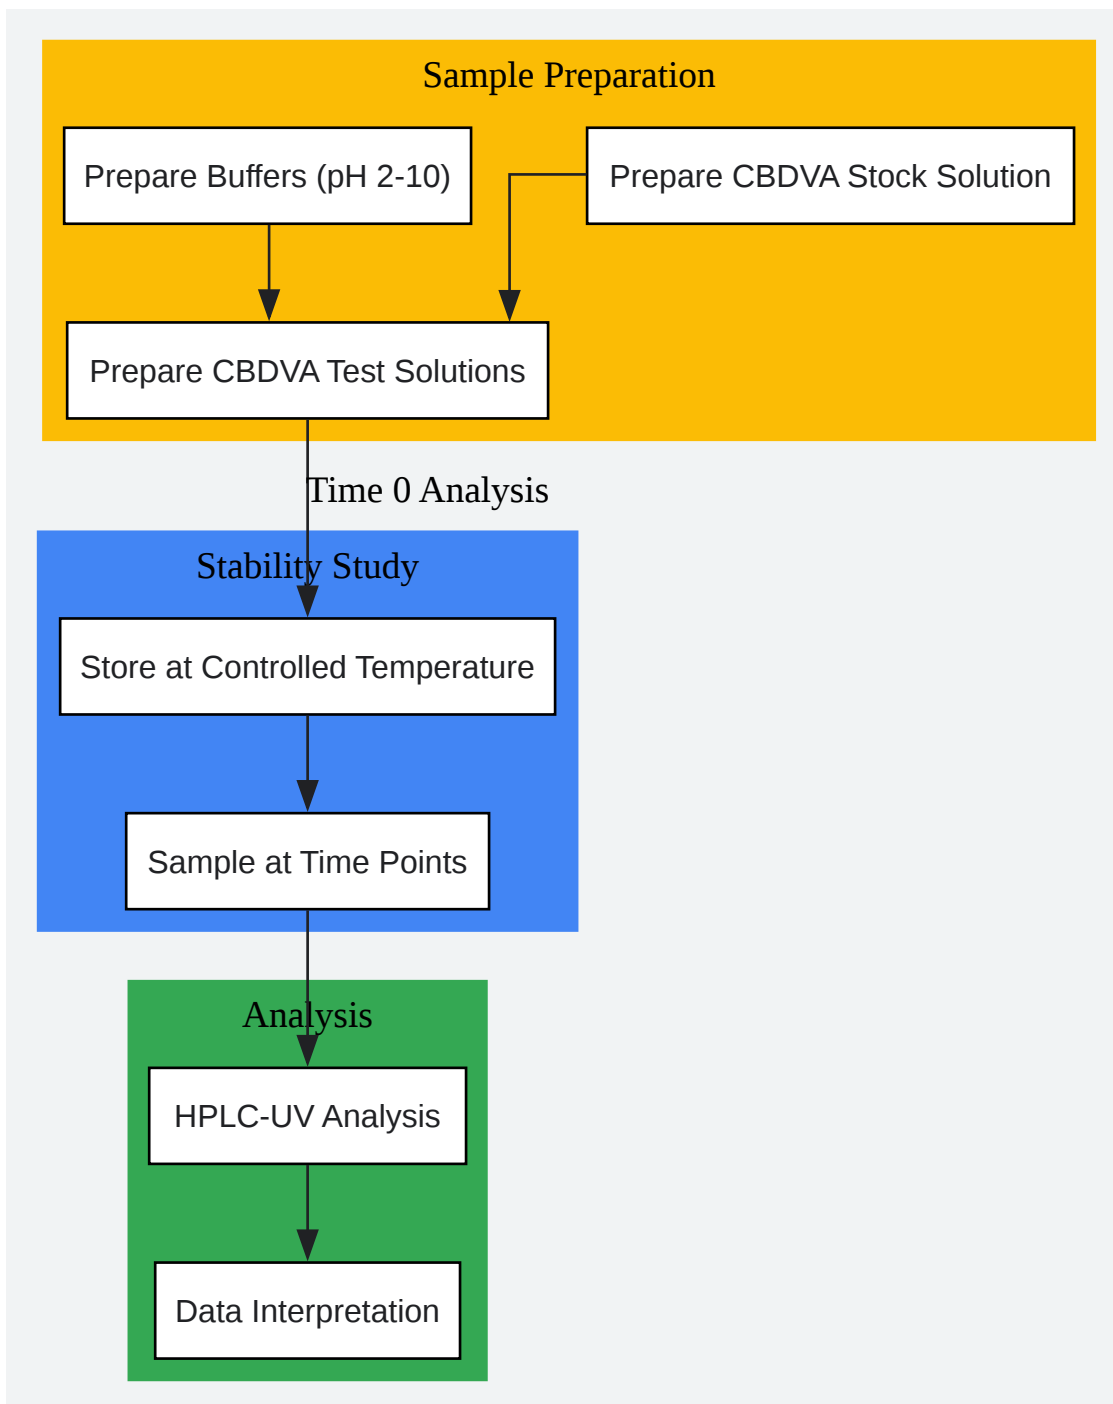 Sample Preparation
Prepare Buffers (pH 2-10)
Prepare CBDVA Stock Solution
Prepare CBDVA Test Solutions
Time 0 Analysis
Stability Study
Store at Controlled Temperature
Sample at Time Points
Analysis
HPLC-UV Analysis
Data Interpretation